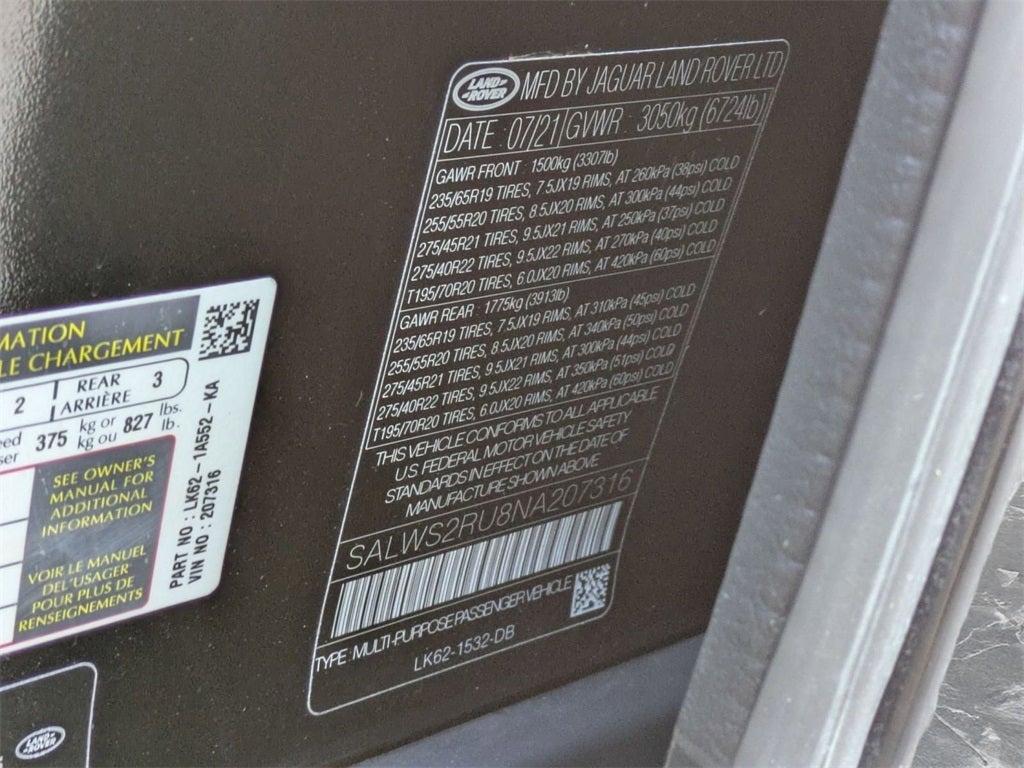 LAND ROVER MFD BY JAGUAR LAND ROVER LTD
DATE : 07/21 GVWR : 3050kg (6724lb)
GAWR FRONT : 1500kg (3307lb)
235/65R19 TIRES, 7.5JX19 RIMS, AT 260kPa (38psi) COLD
255/55R20 TIRES, 8.5JX20 RIMS, AT 300kPa (44psi) COLD
275/45R21 TIRES, 9.5JX21 RIMS, AT 250kPa (37psi) COLD
275/40R22 TIRES, 9.5JX22 RIMS, AT 270kPa (40psi) COLD
T195/70R20 TIRES, 6.0JX20 RIMS, AT 420kPa (60psi) COLD
GAWR REAR : 1775kg (3913lb)
235/65R19 TIRES, 7.5JX19 RIMS, AT 310kPa (45psi) COLD
255/55R20 TIRES, 8.5JX20 RIMS, AT 340kPa (50psi) COLD
275/45R21 TIRES, 9.5JX21 RIMS, AT 300kPa (44psi) COLD
275/40R22 TIRES, 9.5JX22 RIMS, AT 350kPa (51psi) COLD
T195/70R20 TIRES, 6.0JX20 RIMS, AT 420kPa (60psi) COLD
THIS VEHICLE CONFORMS TO ALL APPLICABLE
U.S. FEDERAL MOTOR VEHICLE SAFETY
STANDARDS IN EFFECT ON THE DATE OF
MANUFACTURE SHOWN ABOVE
SALWS2RU8NA207316
TYPE: MULTI-PURPOSE PASSENGER VEHICLE
LK62-1532-DB
MATION
LE CHARGEMENT
2 REAR 3
ARRIÈRE
eed 375 kg or 827 lbs.
ser kg ou lb.
SEE OWNER'S
MANUAL FOR
ADDITIONAL
INFORMATION
VOIR LE MANUEL
DEL'USAGER
POUR PLUS DE
RENSEIGNEMENTS
PART NO : LK62-1A552-KA
VIN NO : 207316
LAND ROVER